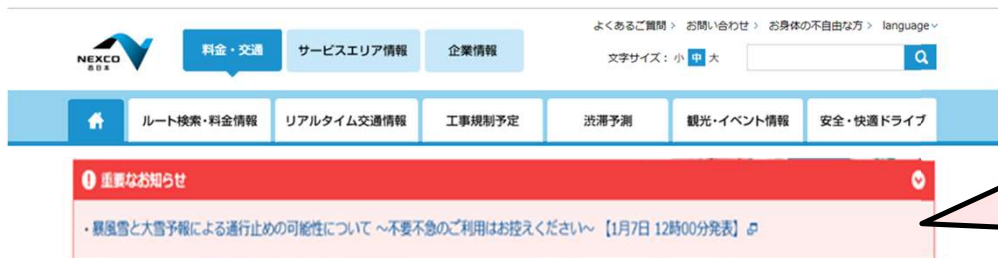 よくあるご質問 > お問い合わせ > お身体の不自由な方 > language
NEXCO
西日本
料金・交通
サービスエリア情報
企業情報
文字サイズ: 小 中 大
ルート検索・料金情報
リアルタイム交通情報
工事規制予定
渋滞予測
観光・イベント情報
安全・快適ドライブ
重要なお知らせ
・暴風雪と大雪予報による通行止めの可能性について ～不要不急のご利用はお控えください～ 【1月7日 12時00分発表】